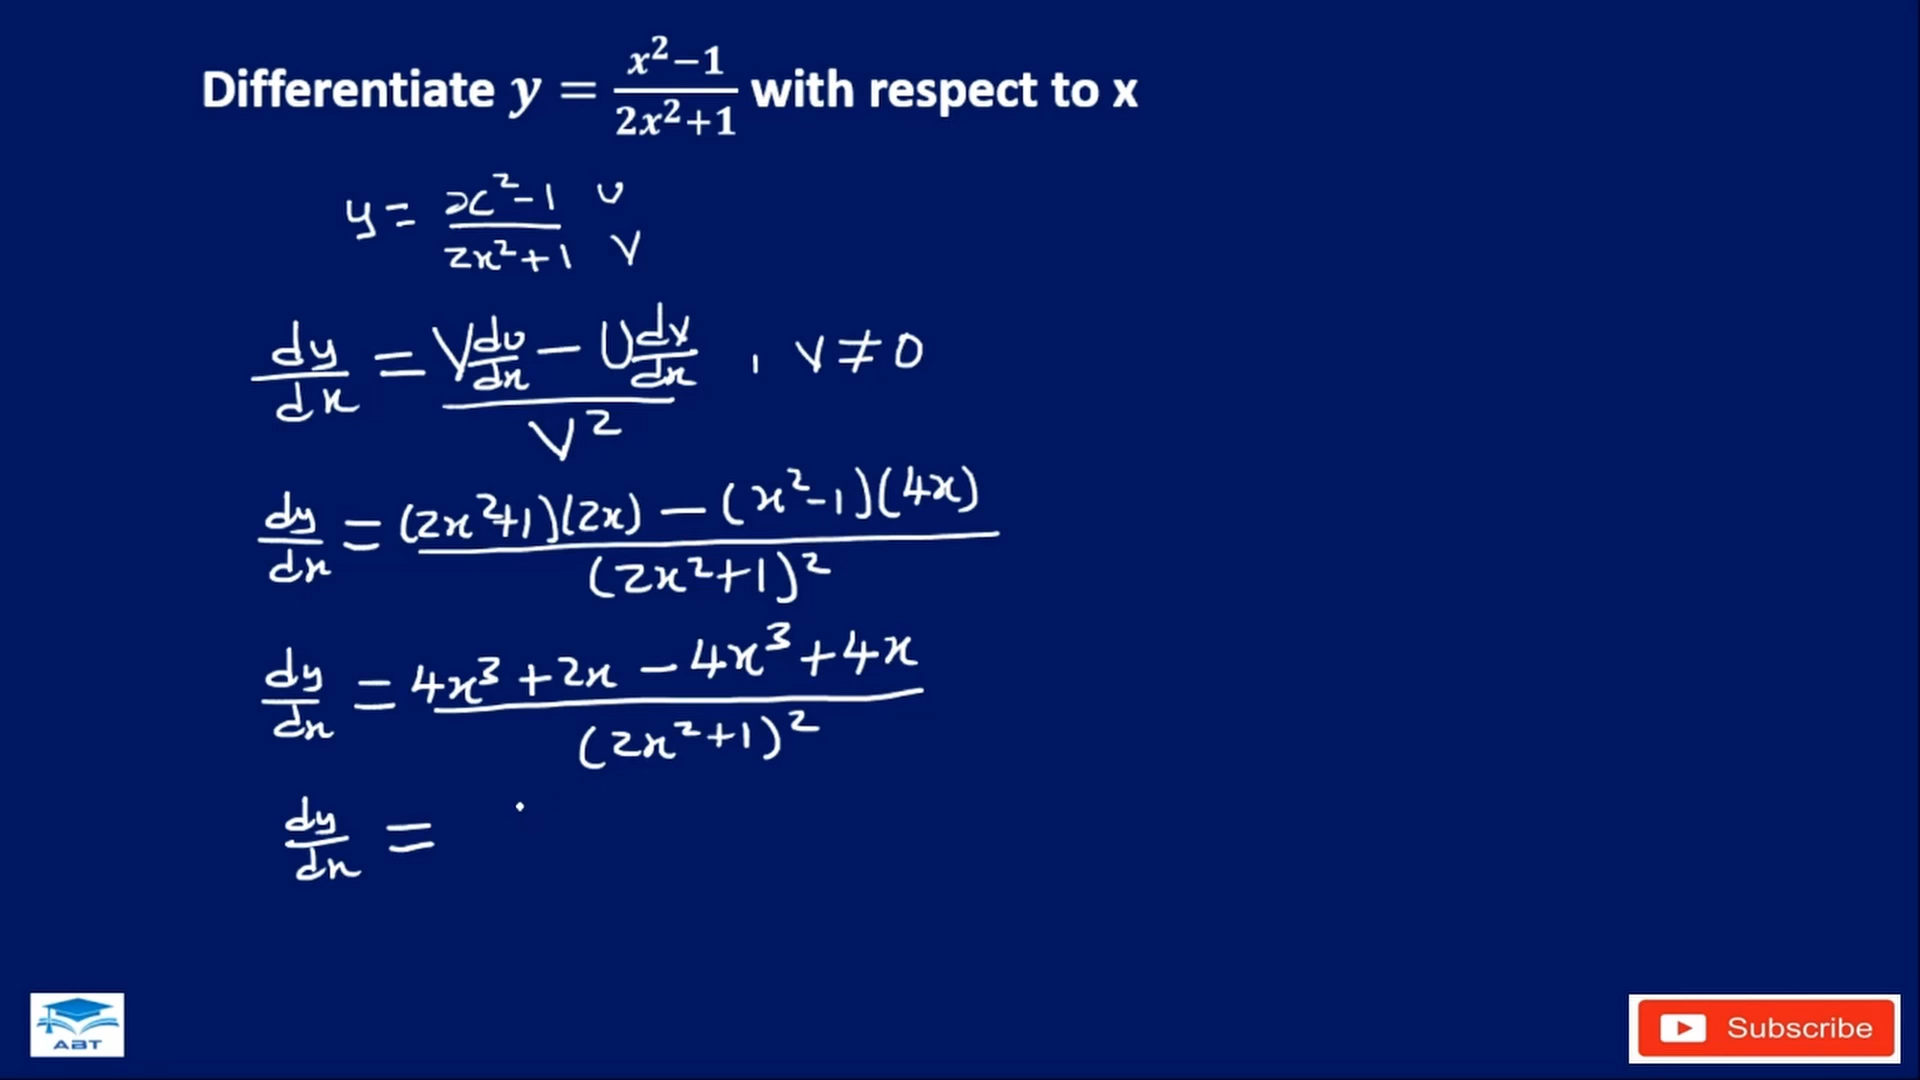 Differentiate y = (x²−1)/(2x²+1) with respect to x
y = (x²-1)/(2x²+1) U V
dy/dx = (V du/dx − U dv/dx)/V² , V ≠ 0
dy/dx = ((2x²+1)(2x) − (x²-1)(4x))/(2x²+1)²
dy/dx = (4x³+2x − 4x³+4x)/(2x²+1)²
dy/dx =
ABT
Subscribe